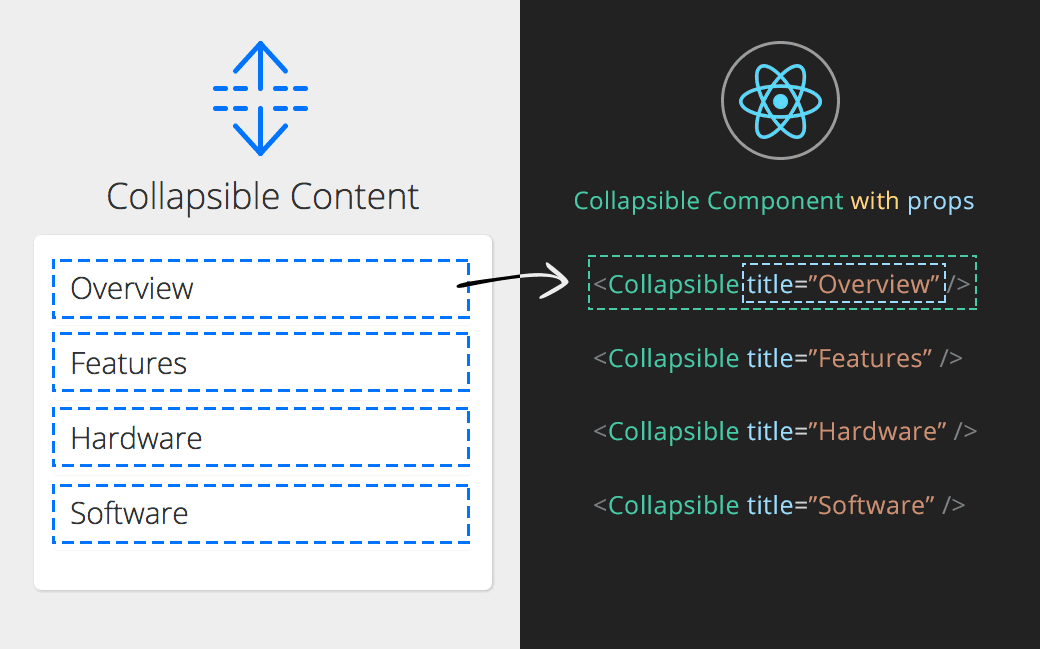 Collapsible Content
Overview
Features
Hardware
Software
Collapsible Component with props
<Collapsible title=”Overview” />
<Collapsible title=”Features” />
<Collapsible title=”Hardware” />
<Collapsible title=”Software” />